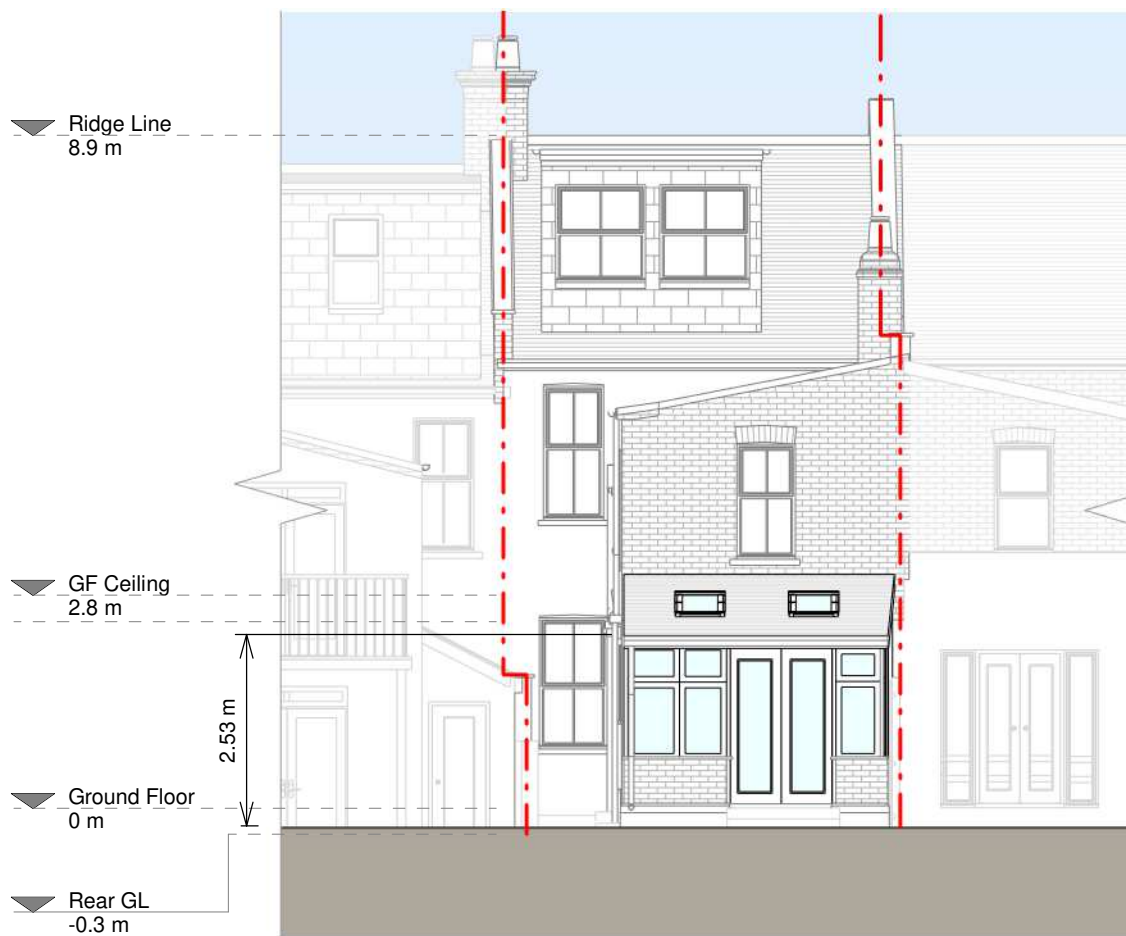 Ridge Line
8.9 m
GF Ceiling
2.8 m
2.53 m
Ground Floor
0 m
Rear GL
-0.3 m